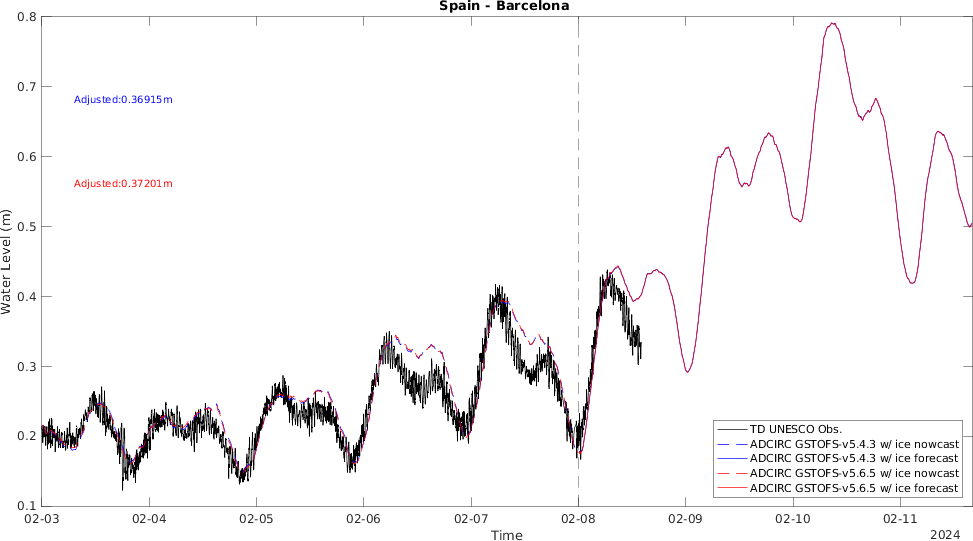 Spain - Barcelona
0.8
0.7
0.6
0.5
0.4
0.3
0.2
0.1
Water Level (m)
Adjusted:0.36915m
Adjusted:0.37201m
TD UNESCO Obs.
ADCIRC GSTOFS-v5.4.3 w/ ice nowcast
ADCIRC GSTOFS-v5.4.3 w/ ice forecast
ADCIRC GSTOFS-v5.6.5 w/ ice nowcast
ADCIRC GSTOFS-v5.6.5 w/ ice forecast
02-03 02-04 02-05 02-06 02-07 02-08 02-09 02-10 02-11
Time
2024